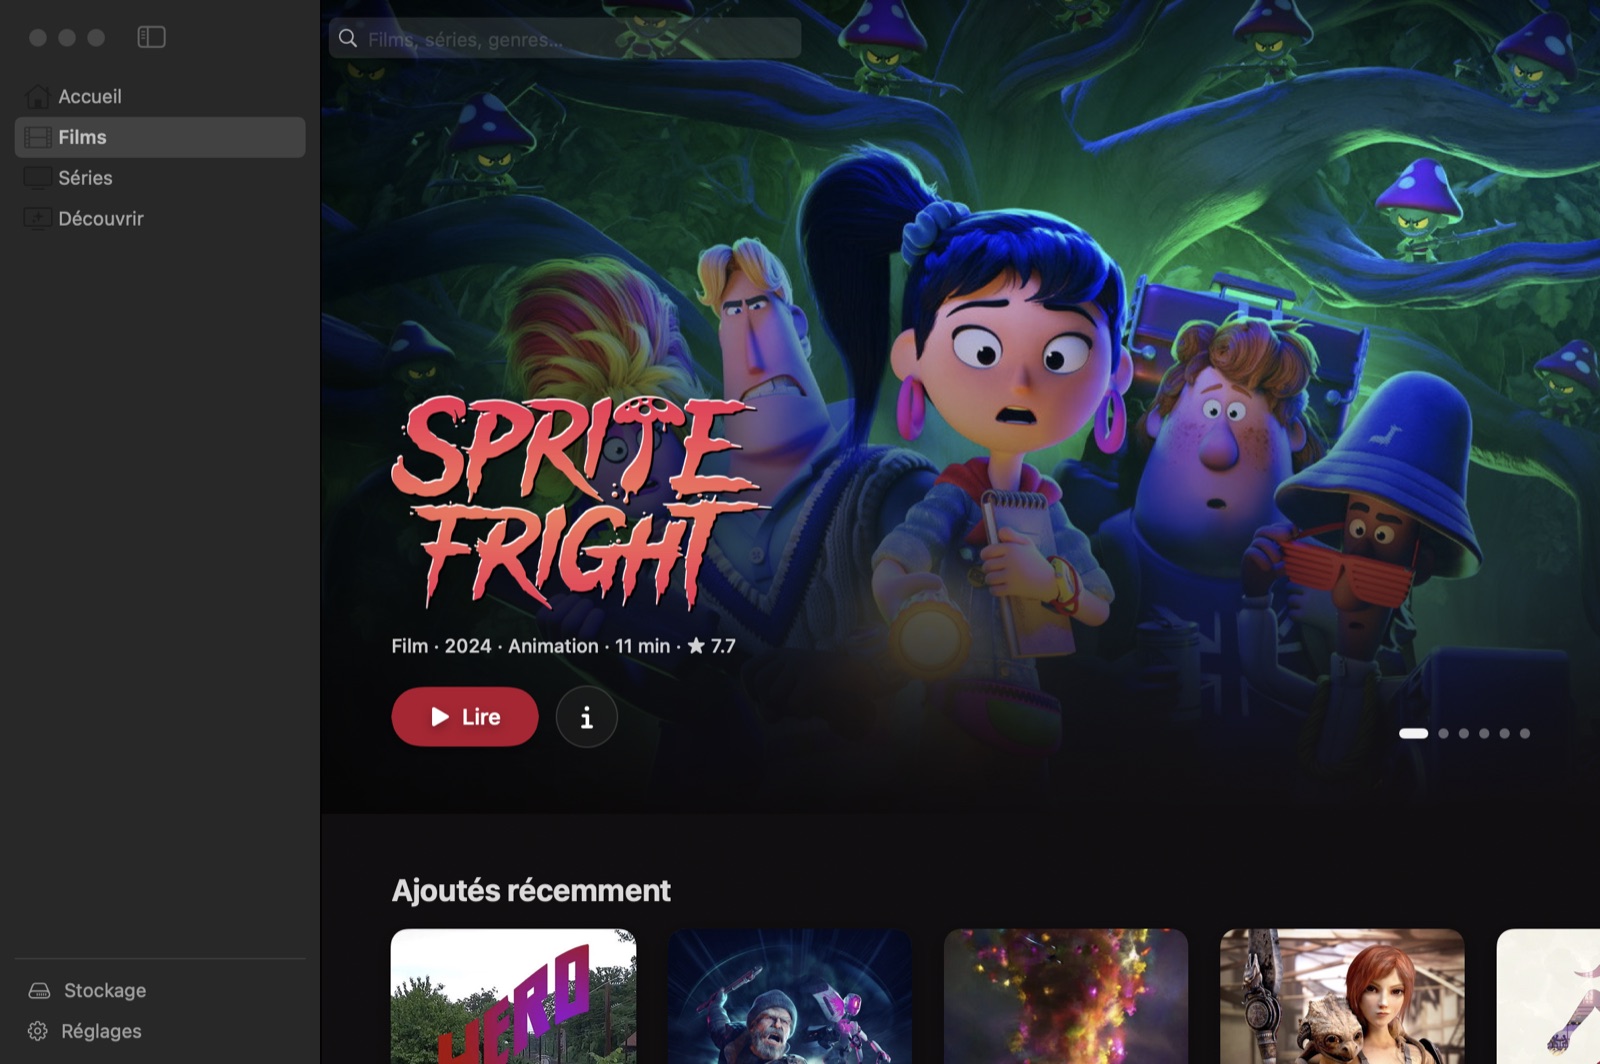 Films, séries, genres...
Accueil
Films
Séries
Découvrir
SPRITE
FRIGHT
Film · 2024 · Animation · 11 min · ★ 7.7
Lire
i
Ajoutés récemment
HERO
Stockage
Réglages